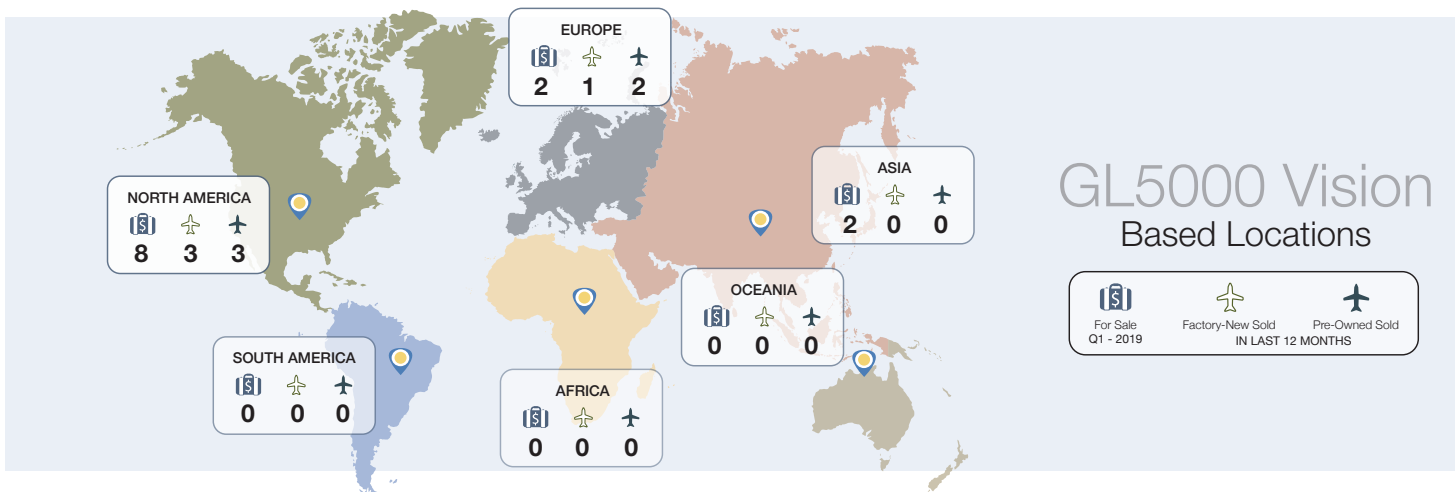 EUROPE
2 1 2
NORTH AMERICA
8 3 3
ASIA
2 0 0
OCEANIA
0 0 0
SOUTH AMERICA
0 0 0
AFRICA
0 0 0
GL5000 Vision
Based Locations
$
For Sale
Q1 - 2019
Factory-New Sold
Pre-Owned Sold
IN LAST 12 MONTHS